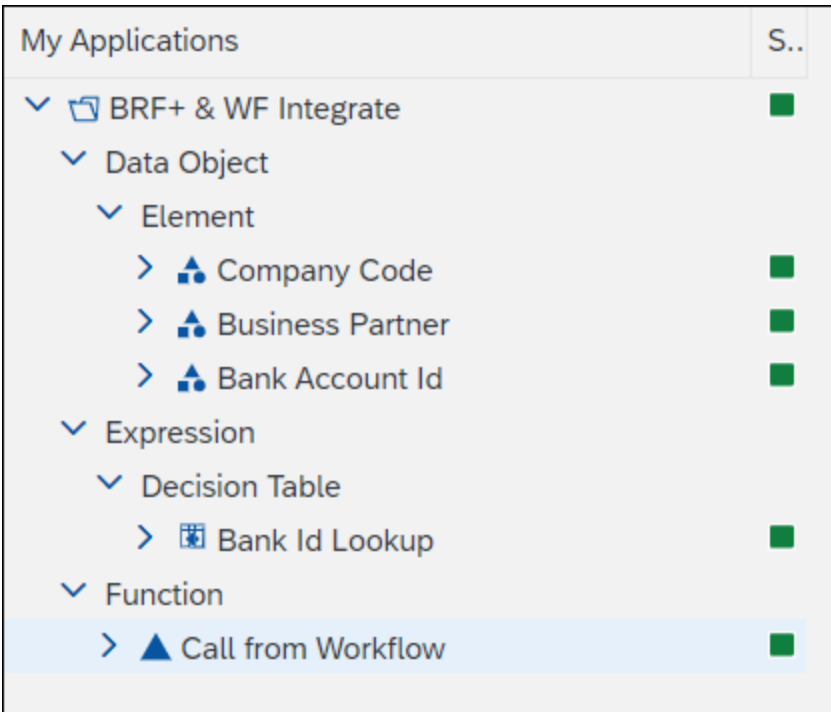 My Applications S..
BRF+ & WF Integrate
Data Object
Element
Company Code
Business Partner
Bank Account Id
Expression
Decision Table
Bank Id Lookup
Function
Call from Workflow